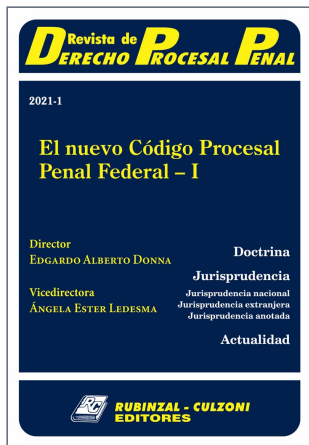 Revista de
DERECHO PROCESAL PENAL
2021-1
El nuevo Código Procesal
Penal Federal – I
Director
EDGARDO ALBERTO DONNA
Vicedirectora
ÁNGELA ESTER LEDESMA
Doctrina
Jurisprudencia
Jurisprudencia nacional
Jurisprudencia extranjera
Jurisprudencia anotada
Actualidad
RC
RUBINZAL - CULZONI
EDITORES